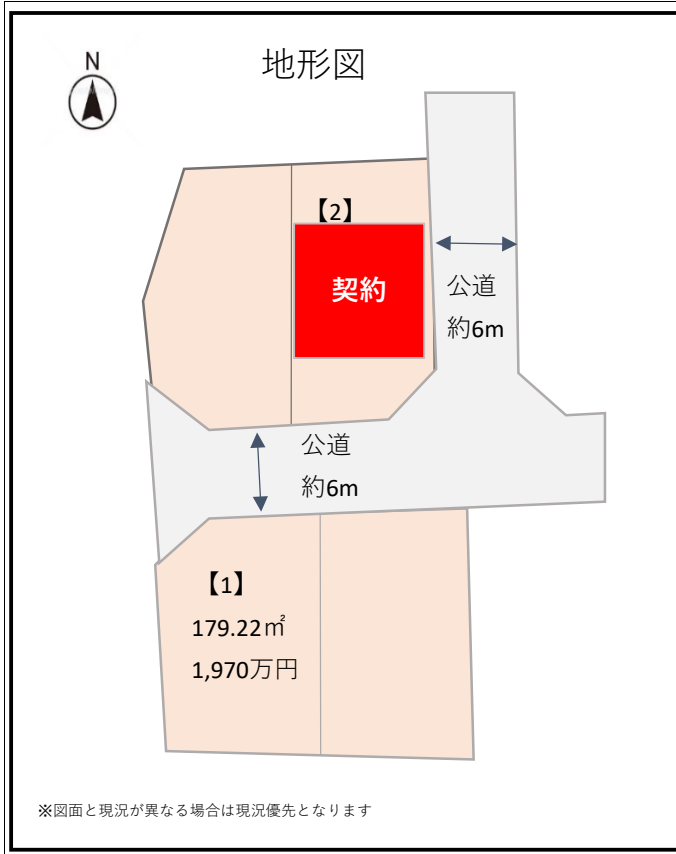 地形図
N
【2】
契約
公道
約6m
公道
約6m
【1】
179.22㎡
1,970万円
※図面と現況が異なる場合は現況優先となります